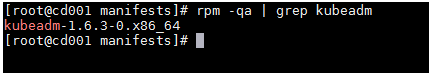 [root@cd001 manifests]# rpm -qa | grep kubeadm
kubeadm-1.6.3-0.x86_64
[root@cd001 manifests]#